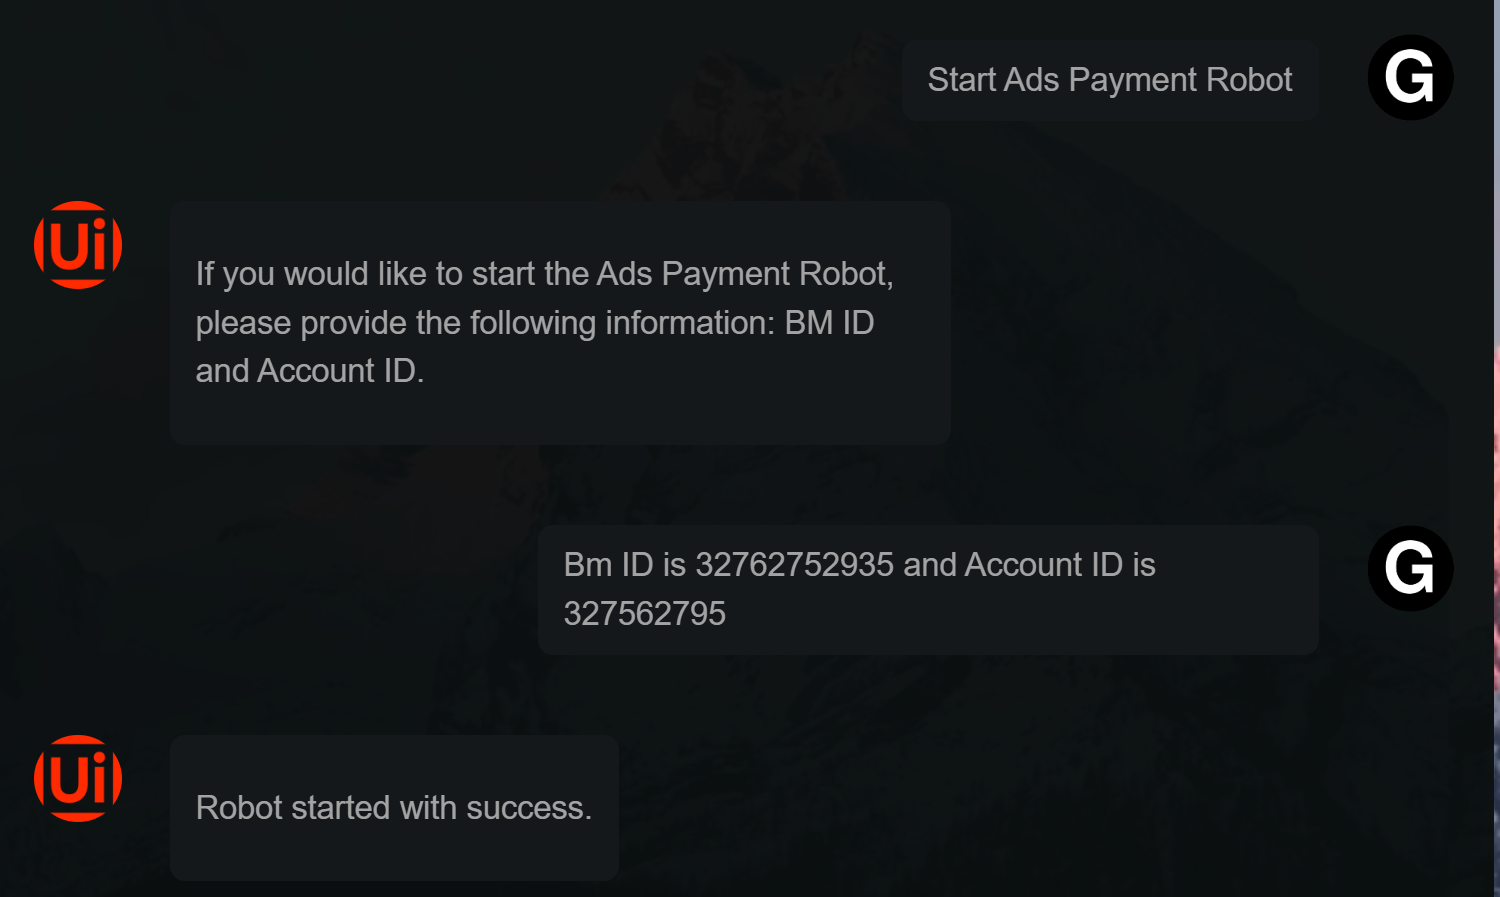 Start Ads Payment Robot
G
Ui
If you would like to start the Ads Payment Robot,
please provide the following information: BM ID
and Account ID.
Bm ID is 32762752935 and Account ID is
327562795
G
Ui
Robot started with success.